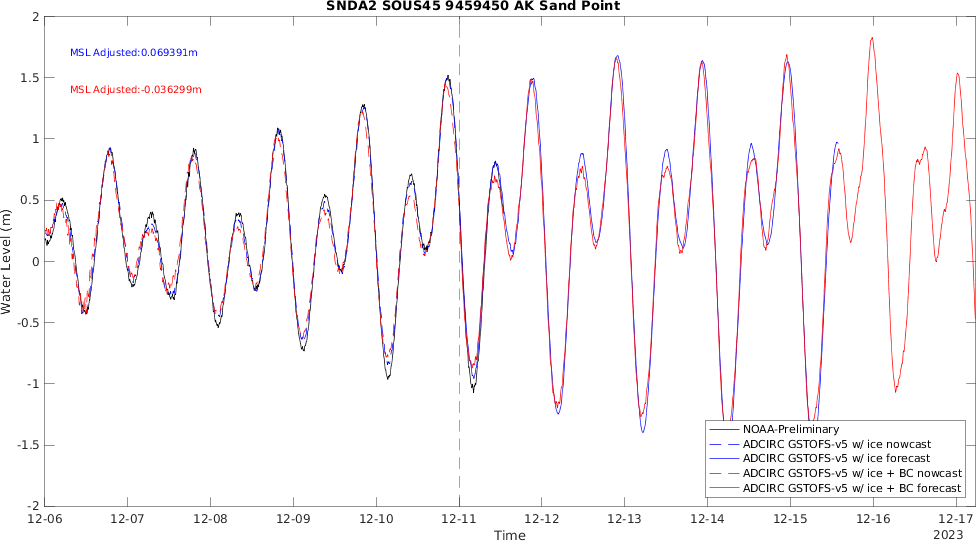 SNDA2 SOUS45 9459450 AK Sand Point
MSL Adjusted:0.069391m
MSL Adjusted:-0.036299m
Water Level (m)
2
1.5
1
0.5
0
-0.5
-1
-1.5
-2
NOAA-Preliminary
ADCIRC GSTOFS-v5 w/ ice nowcast
ADCIRC GSTOFS-v5 w/ ice forecast
ADCIRC GSTOFS-v5 w/ ice + BC nowcast
ADCIRC GSTOFS-v5 w/ ice + BC forecast
12-06 12-07 12-08 12-09 12-10 12-11 12-12 12-13 12-14 12-15 12-16 12-17
Time 2023